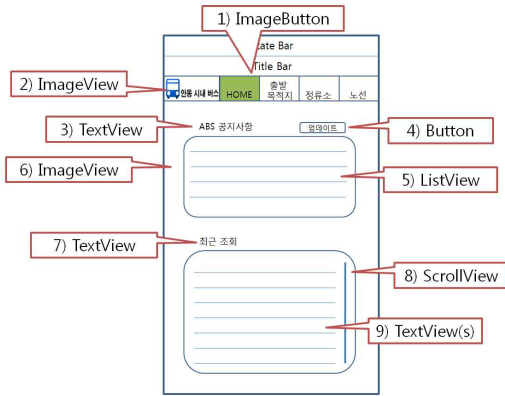 1) ImageButton
ate Bar
Title Bar
2) ImageView
안동 시내 버스
HOME
출발
목적지
정류소
노선
3) TextView
ABS 공지사항
업데이트
4) Button
6) ImageView
5) ListView
7) TextView
최근 조회
8) ScrollView
9) TextView(s)